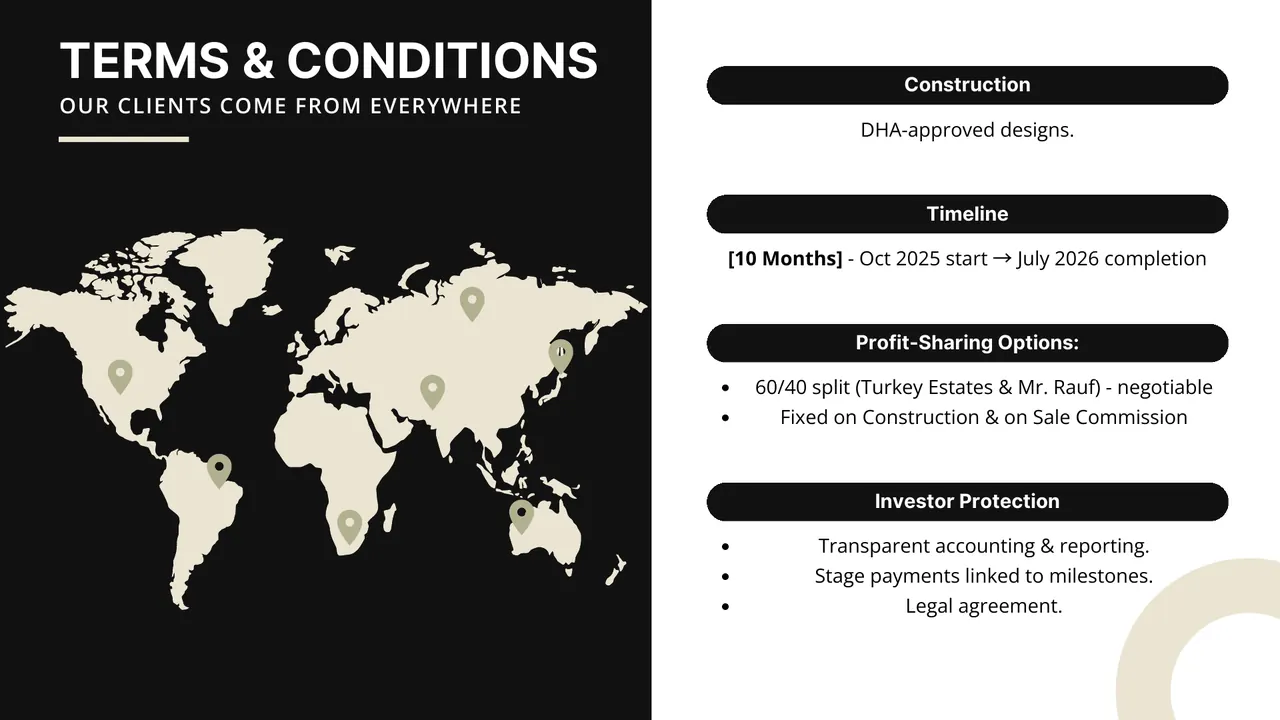 TERMS & CONDITIONS
OUR CLIENTS COME FROM EVERYWHERE
Construction
DHA-approved designs.
Timeline
[10 Months] - Oct 2025 start → July 2026 completion
Profit-Sharing Options:
• 60/40 split (Turkey Estates & Mr. Rauf) - negotiable
• Fixed on Construction & on Sale Commission
Investor Protection
• Transparent accounting & reporting.
• Stage payments linked to milestones.
• Legal agreement.